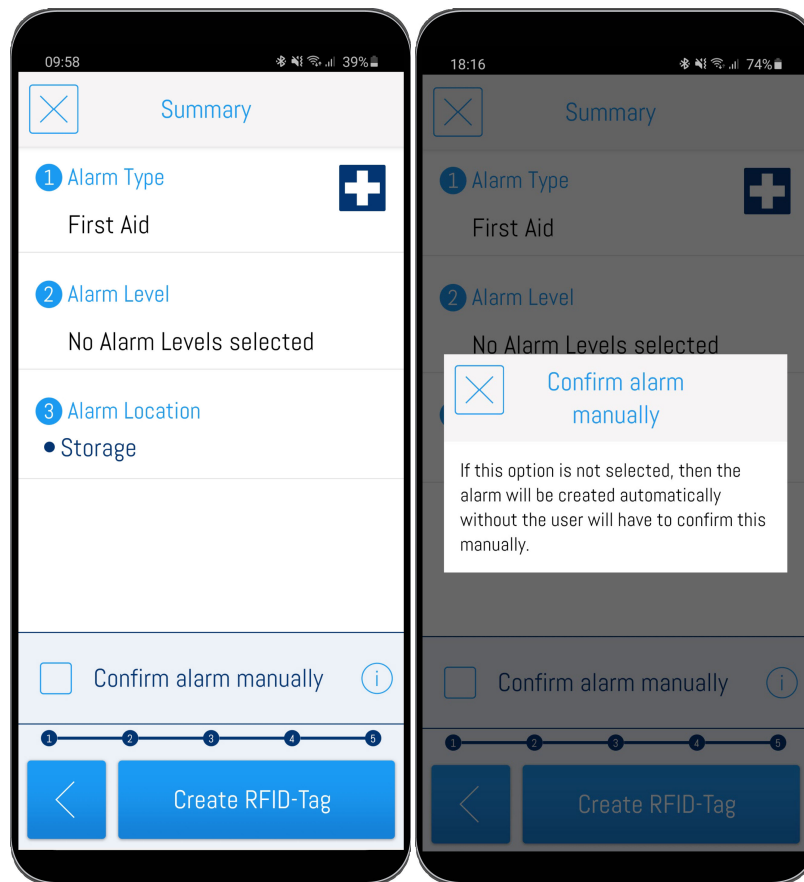 09:58
39%
Summary
1 Alarm Type
First Aid
2 Alarm Level
No Alarm Levels selected
3 Alarm Location
• Storage
Confirm alarm manually i
1 2 3 4 5
Create RFID-Tag
18:16
74%
Summary
1 Alarm Type
First Aid
2 Alarm Level
No Alarm Levels selected
Confirm alarm
manually
If this option is not selected, then the
alarm will be created automatically
without the user will have to confirm this
manually.
Confirm alarm manually i
1 2 3 4 5
Create RFID-Tag